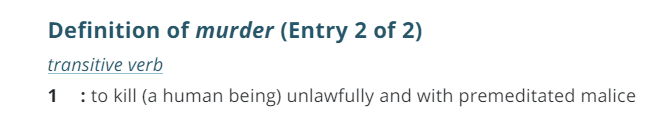 Definition of murder (Entry 2 of 2)
transitive verb
1 : to kill (a human being) unlawfully and with premeditated malice